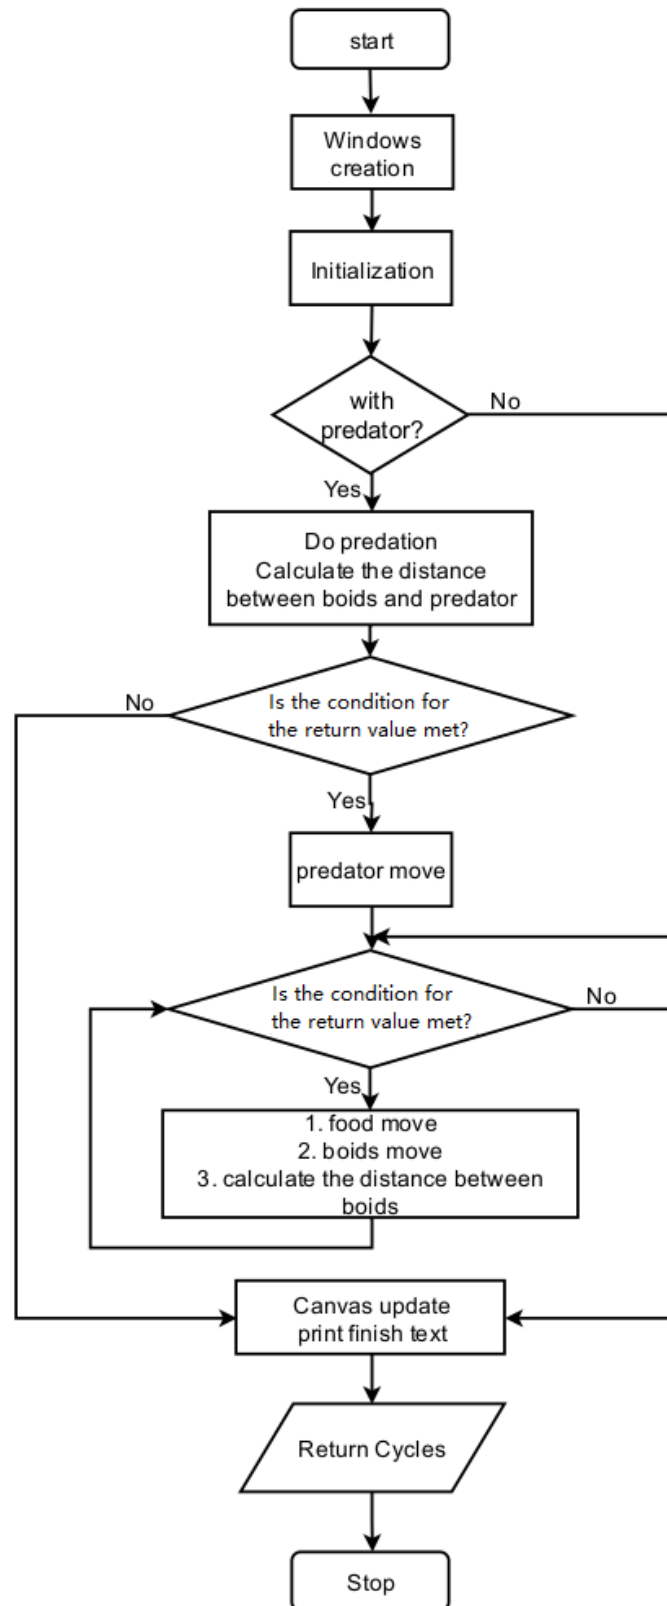 start
Windows
creation
Initialization
with
predator?
No
Yes
Do predation
Calculate the distance
between boids and predator
No
Is the condition for
the return value met?
Yes
predator move
Is the condition for
the return value met?
No
Yes
1. food move
2. boids move
3. calculate the distance between
boids
Canvas update
print finish text
Return Cycles
Stop